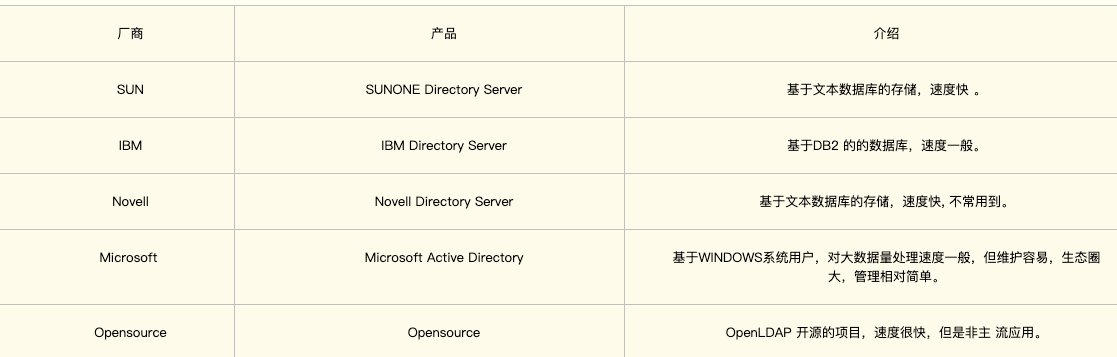 厂商 产品 介绍
SUN SUNONE Directory Server 基于文本数据库的存储，速度快 。
IBM IBM Directory Server 基于DB2 的的数据库，速度一般。
Novell Novell Directory Server 基于文本数据库的存储，速度快, 不常用到。
Microsoft Microsoft Active Directory 基于WINDOWS系统用户，对大数据量处理速度一般，但维护容易，生态圈
大，管理相对简单。
Opensource Opensource OpenLDAP 开源的项目，速度很快，但是非主 流应用。